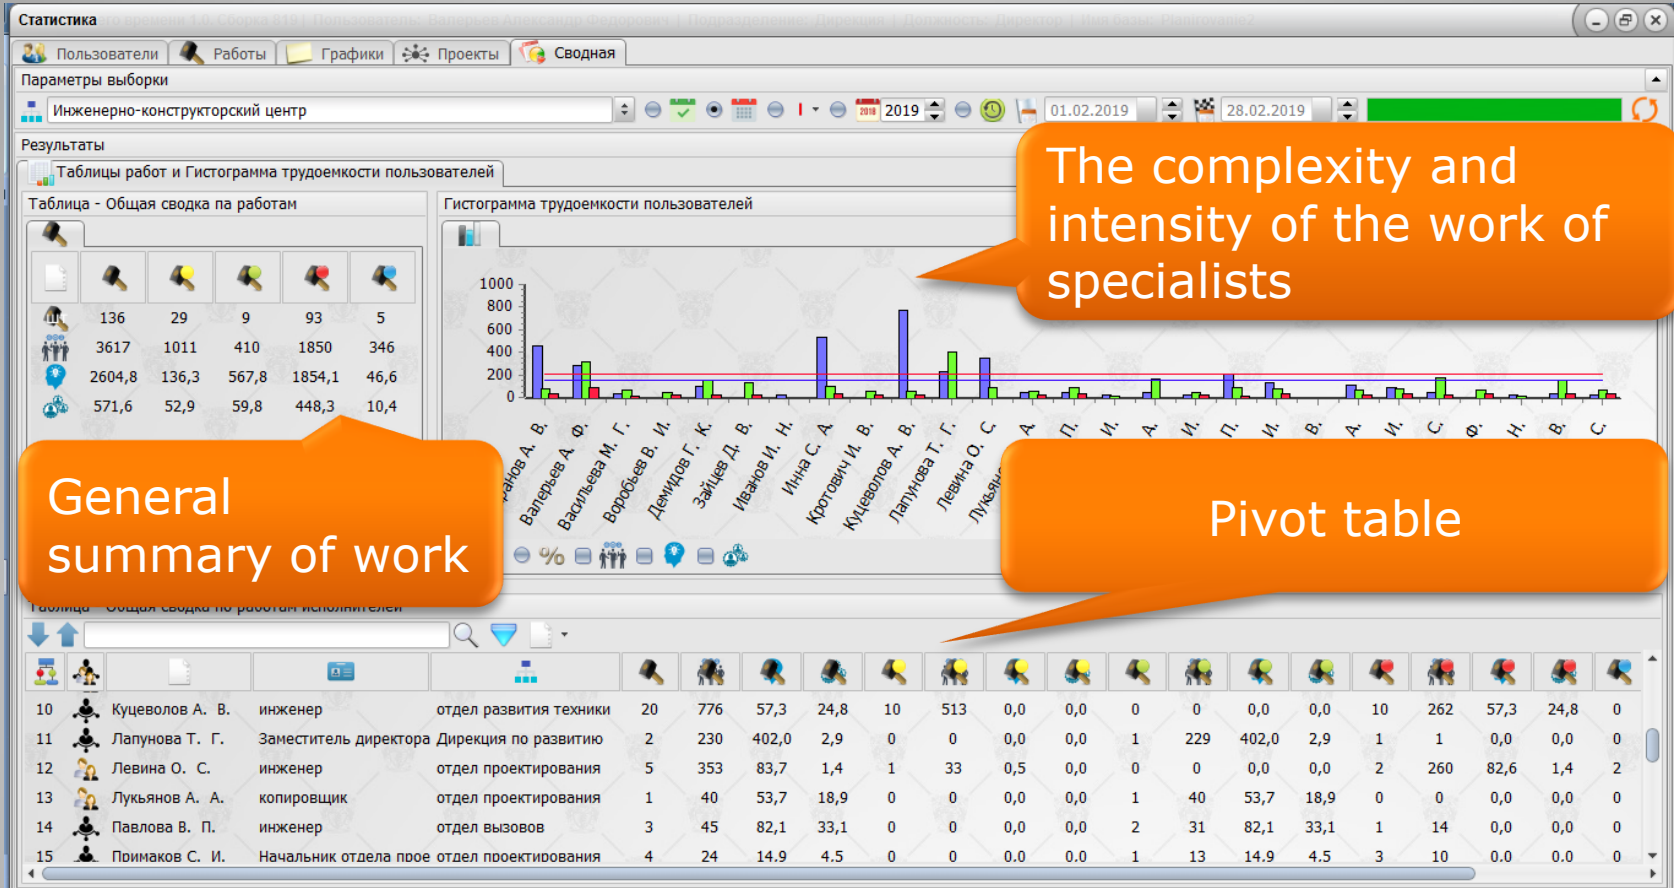 Статистика
Пользователи Работы Графики Проекты Сводная
Параметры выборки
Инженерно-конструкторский центр 2019 01.02.2019 28.02.2019
Результаты
Таблицы работ и Гистограмма трудоемкости пользователей
Таблица - Общая сводка па работам
Гистограмма трудоемкости пользователей
The complexity and
intensity of the work of
specialists
136 29 9 93 5
3617 1011 410 1850 346
2604,8 136,3 567,8 1854,1 46,6
571,6 52,9 59,8 448,3 10,4
1000
800
600
400
200
0
Валерьев А. Ф.
Васильева М. Г.
Воробьев В. И.
Демидов Г. К.
Зайцев Д. В.
Иванов И. Н.
Инна С. А.
Кротович И. В.
Куцеволов А. В.
Лапунова Т. Г.
Левина О. С.
General
summary of work
Pivot table
%
Таблица - Общая сводка по работам исполнителей
10 Куцеволов А. В. инженер отдел развития техники 20 776 57,3 24,8 10 513 0,0 0,0 0 0 0,0 0,0 10 262 57,3 24,8 0
11 Лапунова Т. Г. Заместитель директора Дирекция по развитию 2 230 402,0 2,9 0 0 0,0 0,0 1 229 402,0 2,9 1 1 0,0 0,0 0
12 Левина О. С. инженер отдел проектирования 5 353 83,7 1,4 1 33 0,5 0,0 0 0 0,0 0,0 2 260 82,6 1,4 2
13 Лукьянов А. А. копировщик отдел проектирования 1 40 53,7 18,9 0 0 0,0 0,0 1 40 53,7 18,9 0 0 0,0 0,0 0
14 Павлова В. П. инженер отдел вызовов 3 45 82,1 33,1 0 0 0,0 0,0 2 31 82,1 33,1 1 14 0,0 0,0 0
15 Примаков С. И. Начальник отдела прое отдел проектирования 4 24 14,9 4,5 0 0 0,0 0,0 1 13 14,9 4,5 3 10 0,0 0,0 0